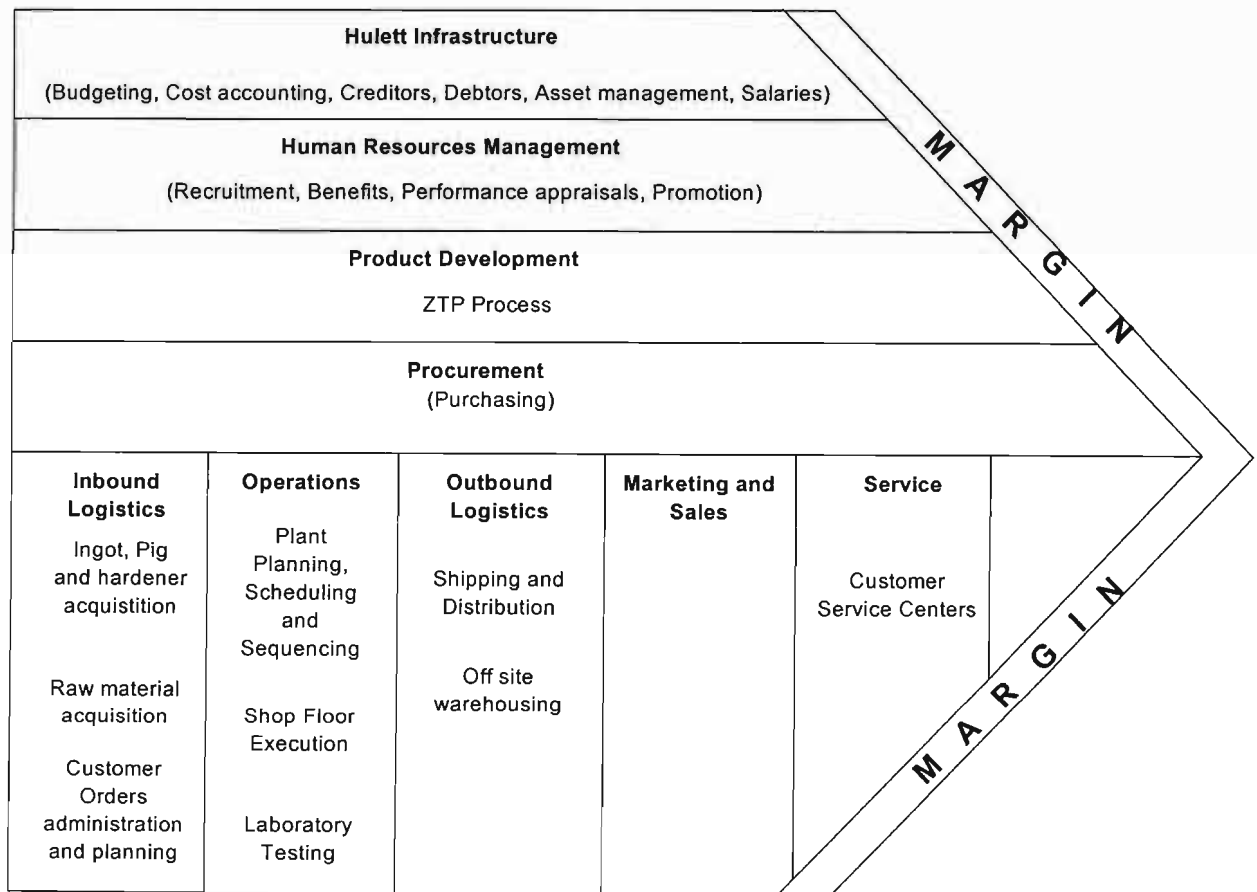 Hulett Infrastructure
(Budgeting, Cost accounting, Creditors, Debtors, Asset management, Salaries)
Human Resources Management
(Recruitment, Benefits, Performance appraisals, Promotion)
Product Development
ZTP Process
Procurement
(Purchasing)
MARGIN
Inbound
Logistics
Ingot, Pig
and hardener
acquistition
Raw material
acquisition
Customer
Orders
administration
and planning
Operations
Plant
Planning,
Scheduling
and
Sequencing
Shop Floor
Execution
Laboratory
Testing
Outbound
Logistics
Shipping and
Distribution
Off site
warehousing
Marketing and
Sales
Service
Customer
Service Centers
MARGIN